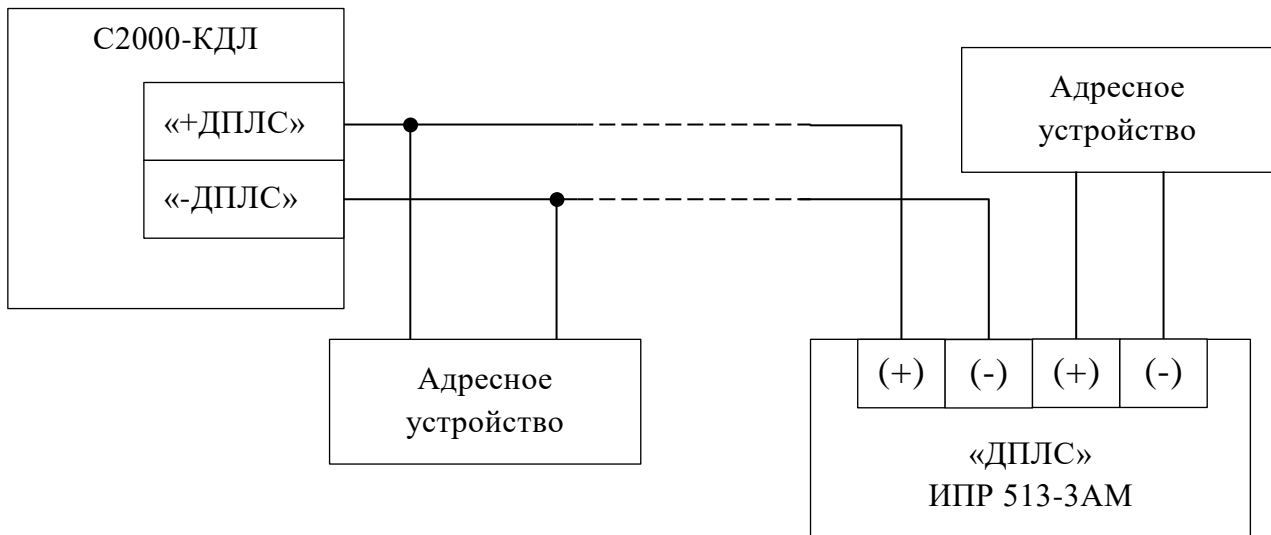 С2000-КДЛ
«+ДПЛС»
«-ДПЛС»
Адресное
устройство
Адресное
устройство
(+) (-) (+) (-)
«ДПЛС»
ИПР 513-3АМ